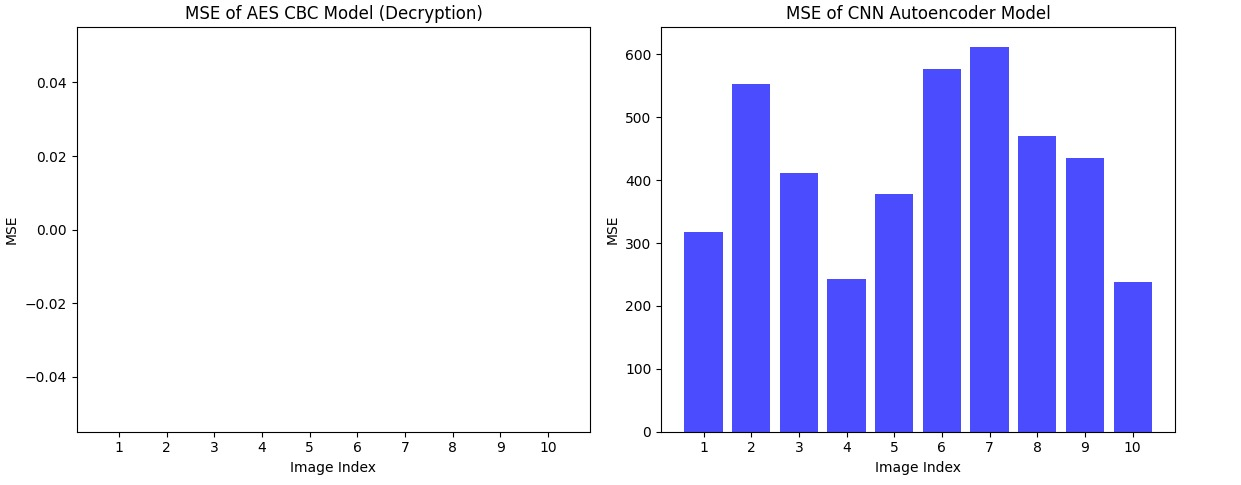 MSE of AES CBC Model (Decryption)
MSE
0.04
0.02
0.00
−0.02
−0.04
1 2 3 4 5 6 7 8 9 10
Image Index
MSE of CNN Autoencoder Model
MSE
600
500
400
300
200
100
0
1 2 3 4 5 6 7 8 9 10
Image Index